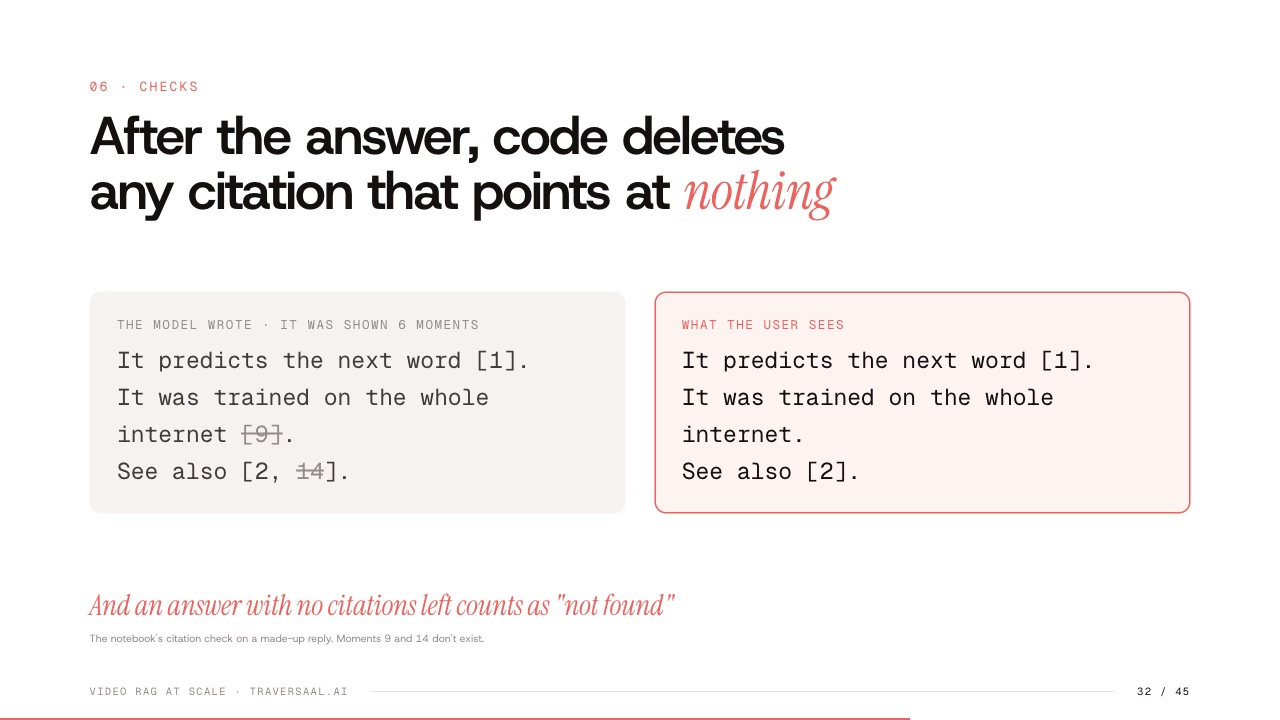 06 · CHECKS
After the answer, code deletes
any citation that points at nothing
THE MODEL WROTE · IT WAS SHOWN 6 MOMENTS
It predicts the next word [1].
It was trained on the whole
internet [9].
See also [2, 14].
WHAT THE USER SEES
It predicts the next word [1].
It was trained on the whole
internet.
See also [2].
And an answer with no citations left counts as "not found"
The notebook's citation check on a made-up reply. Moments 9 and 14 don't exist.
VIDEO RAG AT SCALE · TRAVERSAAL.AI
32 / 45